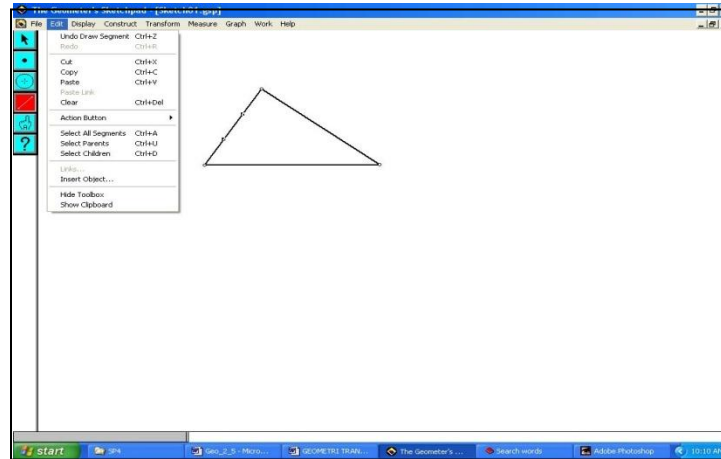 The Geometer's Sketchpad - [Sketch01.gsp]
File Edit Display Construct Transform Measure Graph Work Help
Undo Draw Segment Ctrl+Z
Redo Ctrl+R
Cut Ctrl+X
Copy Ctrl+C
Paste Ctrl+V
Paste Link
Clear Ctrl+Del
Action Button
Select All Segments Ctrl+A
Select Parents Ctrl+U
Select Children Ctrl+D
Links...
Insert Object...
Hide Toolbox
Show Clipboard
?
start SP4 Geo_2_5 - Micro... GEOMETRI TRAN... The Geometer's ... Search words Adobe Photoshop 10:10 AM